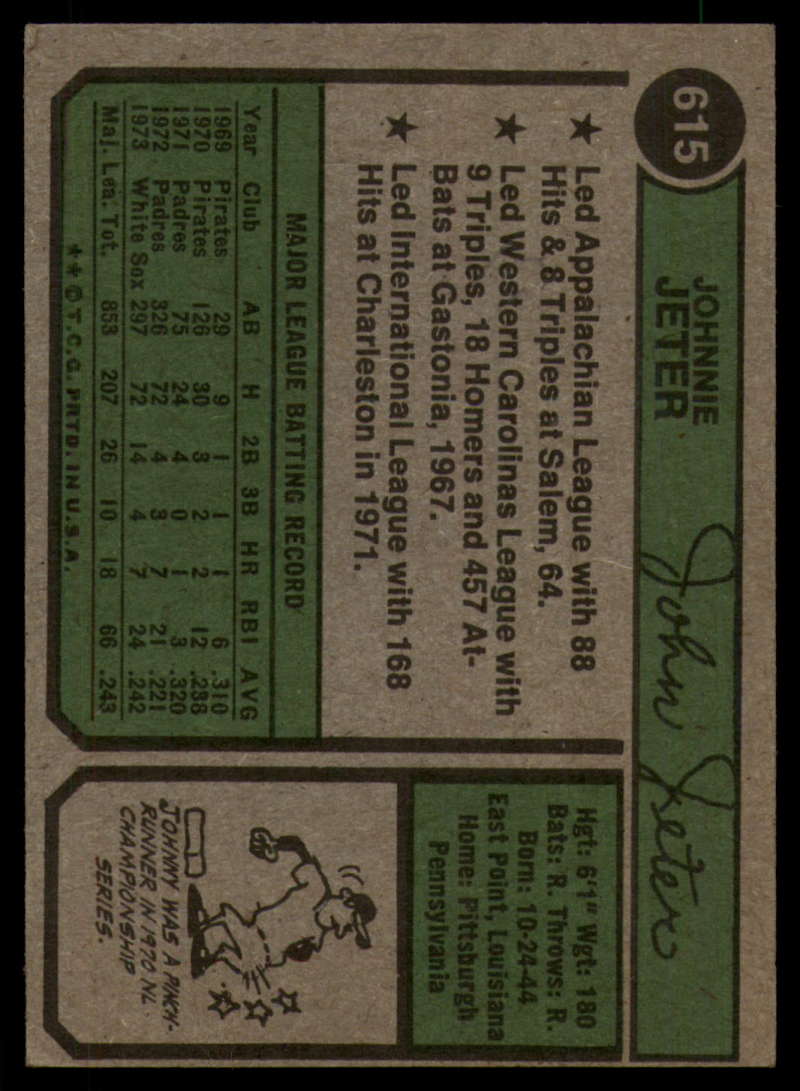 615
JOHNNIE
JETER
John Jeter
★ Led Appalachian League with 88
Hits & 8 Triples at Salem, 64.
★ Led Western Carolinas League with
9 Triples, 18 Homers and 457 At-
Bats at Gastonia, 1967.
★ Led International League with 168
Hits at Charleston in 1971.
MAJOR LEAGUE BATTING RECORD
Year Club AB H 2B 3B HR RBI AVG
1969 Pirates 29 9 1 1 1 6 .310
1970 Pirates 126 30 3 2 2 12 .238
1971 Padres 75 24 4 0 1 3 .320
1972 Padres 326 72 4 3 7 21 .221
1973 White Sox 297 72 14 4 7 24 .242
Maj. Lea. Tot. 853 207 26 10 18 66 .243
** © T.C.G. PRTD. IN U.S.A.
Hgt: 6'1" Wgt: 180
Bats: R. Throws: R.
Born: 10-24-44
East Point, Louisiana
Home: Pittsburgh
Pennsylvania
JOHNNY WAS A PINCH-
RUNNER IN 1970 NL.
CHAMPIONSHIP
SERIES.